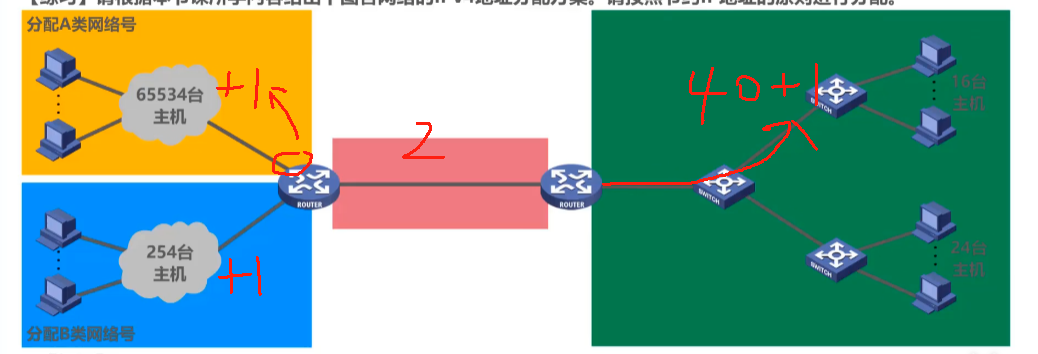 【练习】请根据本节课所学内容给出下图各网络的IPv4地址分配方案。请按照节约IP地址的原则进行分配。
分配A类网络号
65534台
主机
+1
2
ROUTER
ROUTER
254台
主机
+1
分配B类网络号
40+1
SWITCH
16台
主机
SWITCH
SWITCH
24台
主机